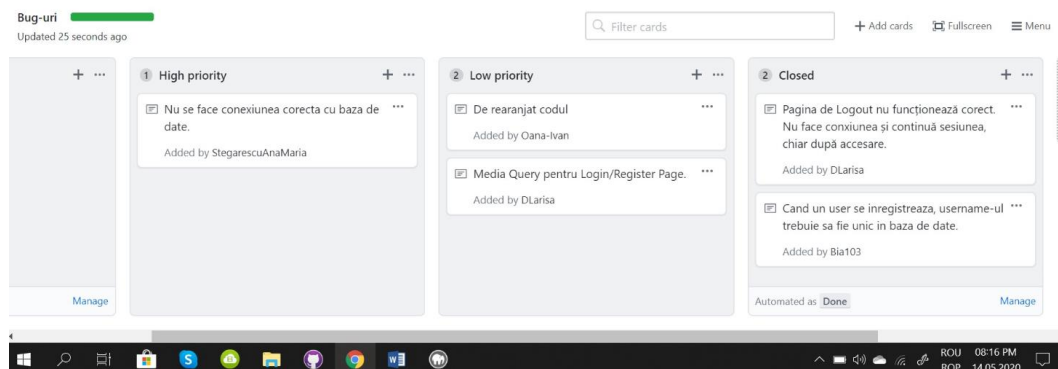 Bug-uri
Updated 25 seconds ago
Filter cards
Add cards
Fullscreen
Menu
Manage
1 High priority
Nu se face conexiunea corecta cu baza de
date.
Added by StegarescuAnaMaria
2 Low priority
De rearanjat codul
Added by Oana-Ivan
Media Query pentru Login/Register Page.
Added by DLarisa
2 Closed
Pagina de Logout nu funcționează corect.
Nu face conxiunea și continuă sesiunea,
chiar după accesare.
Added by DLarisa
Cand un user se inregistreaza, username-ul
trebuie sa fie unic in baza de date.
Added by Bia103
Automated as Done
Manage
ROU 08:16 PM
ROP 14.05.2020